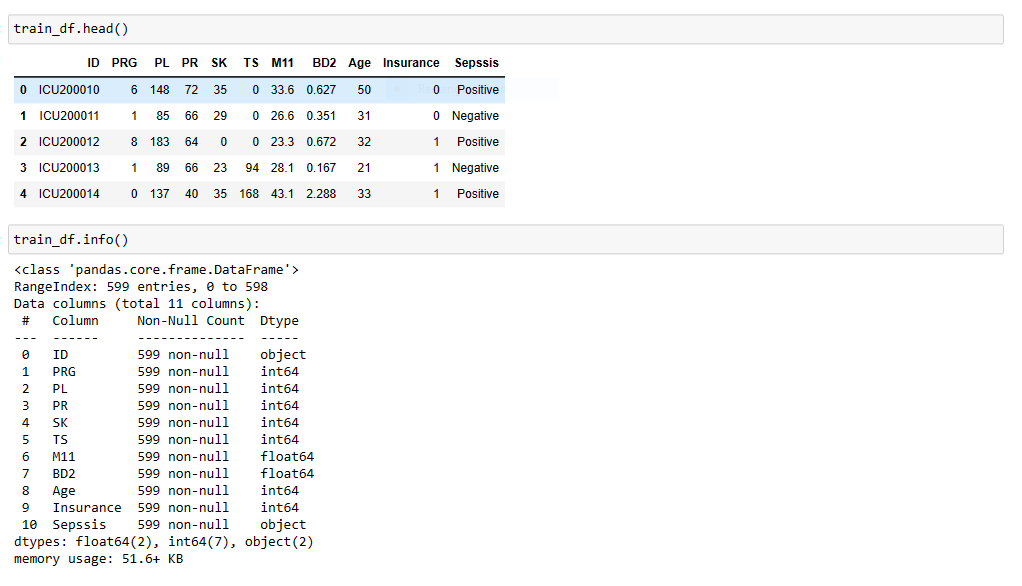 train_df.head()
ID PRG PL PR SK TS M11 BD2 Age Insurance Sepssis
0 ICU200010 6 148 72 35 0 33.6 0.627 50 0 Positive
1 ICU200011 1 85 66 29 0 26.6 0.351 31 0 Negative
2 ICU200012 8 183 64 0 0 23.3 0.672 32 1 Positive
3 ICU200013 1 89 66 23 94 28.1 0.167 21 1 Negative
4 ICU200014 0 137 40 35 168 43.1 2.288 33 1 Positive
train_df.info()
<class 'pandas.core.frame.DataFrame'>
RangeIndex: 599 entries, 0 to 598
Data columns (total 11 columns):
# Column Non-Null Count Dtype
--- ------ -------------- -----
0 ID 599 non-null object
1 PRG 599 non-null int64
2 PL 599 non-null int64
3 PR 599 non-null int64
4 SK 599 non-null int64
5 TS 599 non-null int64
6 M11 599 non-null float64
7 BD2 599 non-null float64
8 Age 599 non-null int64
9 Insurance 599 non-null int64
10 Sepssis 599 non-null object
dtypes: float64(2), int64(7), object(2)
memory usage: 51.6+ KB